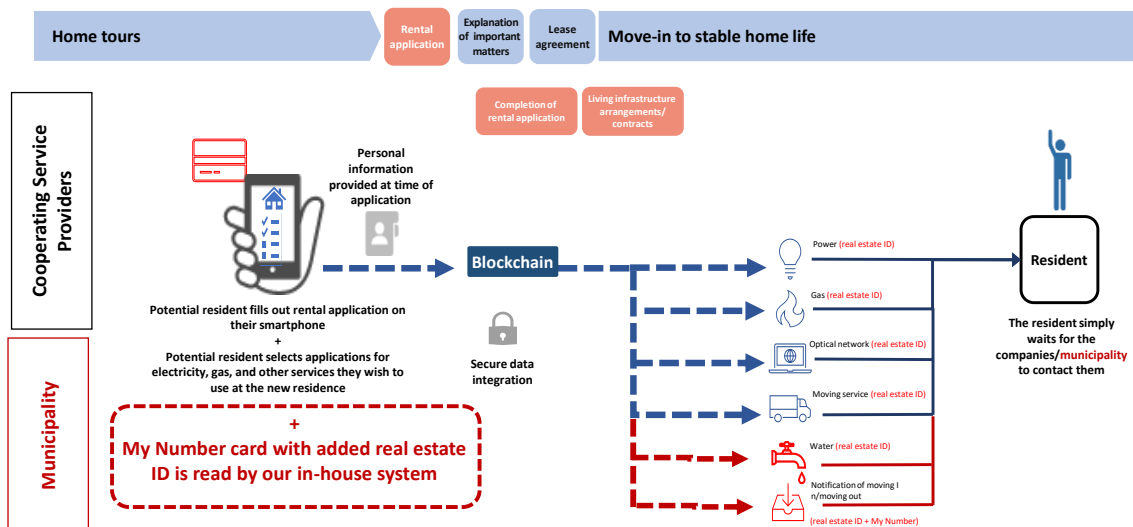 Home tours
Rental
application
Explanation
of important
matters
Lease
agreement
Move-in to stable home life
Completion of
rental application
Living infrastructure
arrangements/
contracts
Cooperating Service
Providers
Personal
information
provided at time of
application
Blockchain
Potential resident fills out rental application on
their smartphone
+
Potential resident selects applications for
electricity, gas, and other services they wish to
use at the new residence
Secure data
integration
Power (real estate ID)
Gas (real estate ID)
Optical network (real estate ID)
Moving service (real estate ID)
Resident
The resident simply
waits for the
companies/municipality
to contact them
Municipality
+
My Number card with added real estate
ID is read by our in-house system
Water (real estate ID)
Notification of moving I
n/moving out
(real estate ID + My Number)